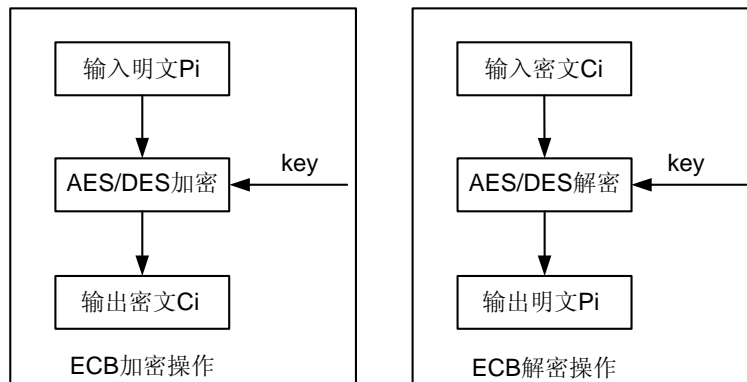 输入明文Pi
AES/DES加密
key
输出密文Ci
ECB加密操作
输入密文Ci
AES/DES解密
key
输出明文Pi
ECB解密操作